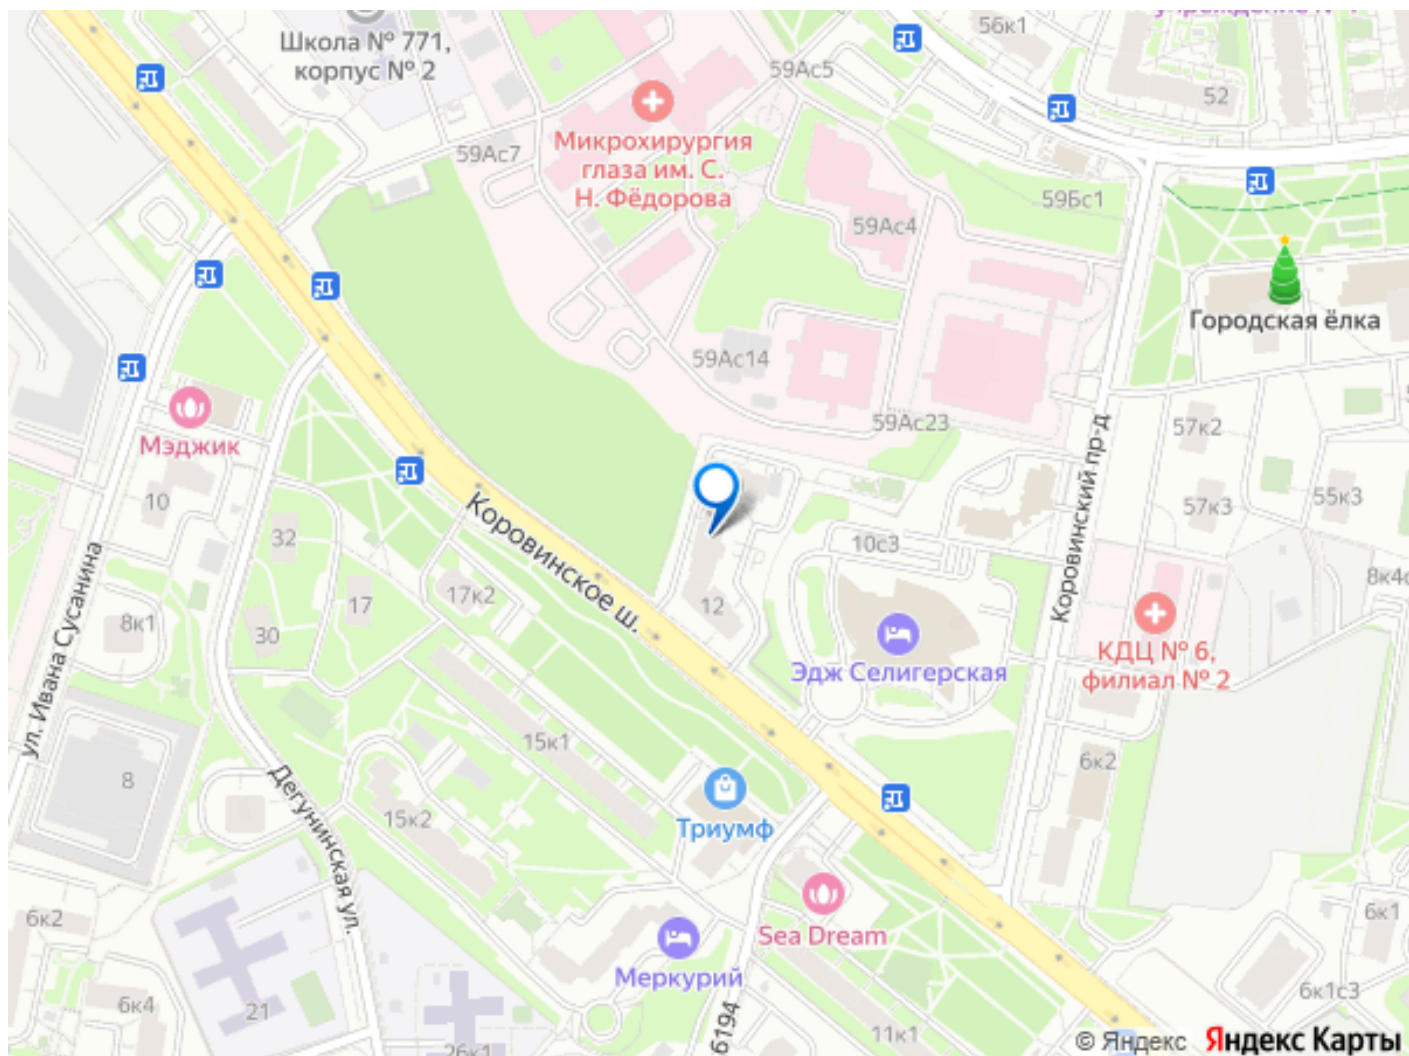 56к1
Школа № 771,
корпус № 2
59Ас5
52
59Ас7
Микрохирургия
глаза им. С.
Н. Фёдорова
59Бс1
59Ас4
Городская ёлка
59Ас14
59Ас23
57к2
Мэджик
10
57к3
55к3
Коровинский пр-д
Коровинское ш.
32
10с3
17к2
17
12
8к1
30
ул. Ивана Сусанина
Эдж Селигерская
КДЦ № 6,
филиал № 2
15к1
6к2
8
Дегунинская ул.
15к2
Триумф
6к2
6к1
Sea Dream
Меркурий
6к4
21
6194
11к1
6к1с3
26к1
© Яндекс Яндекс Карты